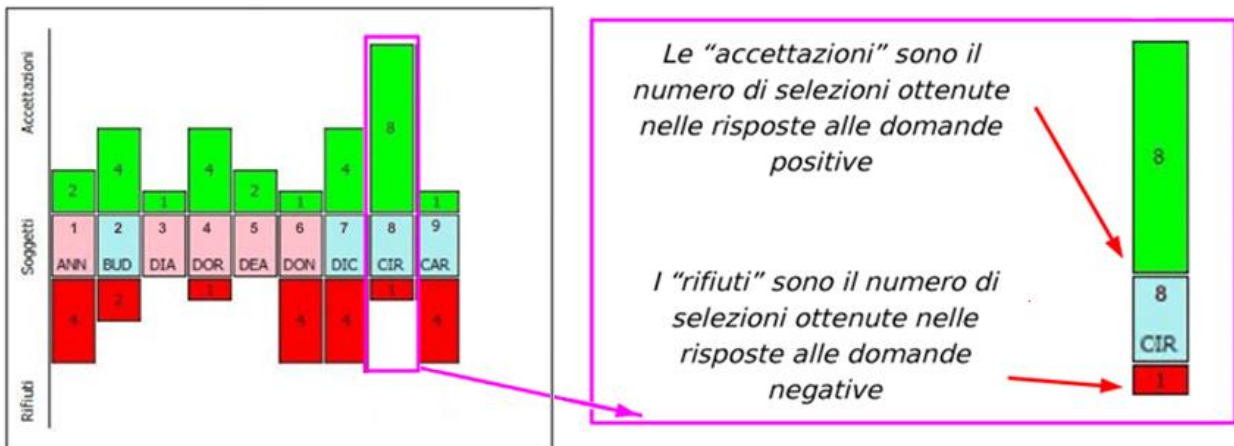 Accettazioni
Soggetti
Rifiuti
2 4 1 4 2 1 4 8 1
1 2 3 4 5 6 7 8 9
ANN BUD DIA DOR DEA DON DIC CIR CAR
4 2 1 4 4 1 4
Le “accettazioni” sono il
numero di selezioni ottenute
nelle risposte alle domande
positive
I “rifiuti” sono il numero di
selezioni ottenute nelle
risposte alle domande
negative
8
8
CIR
1